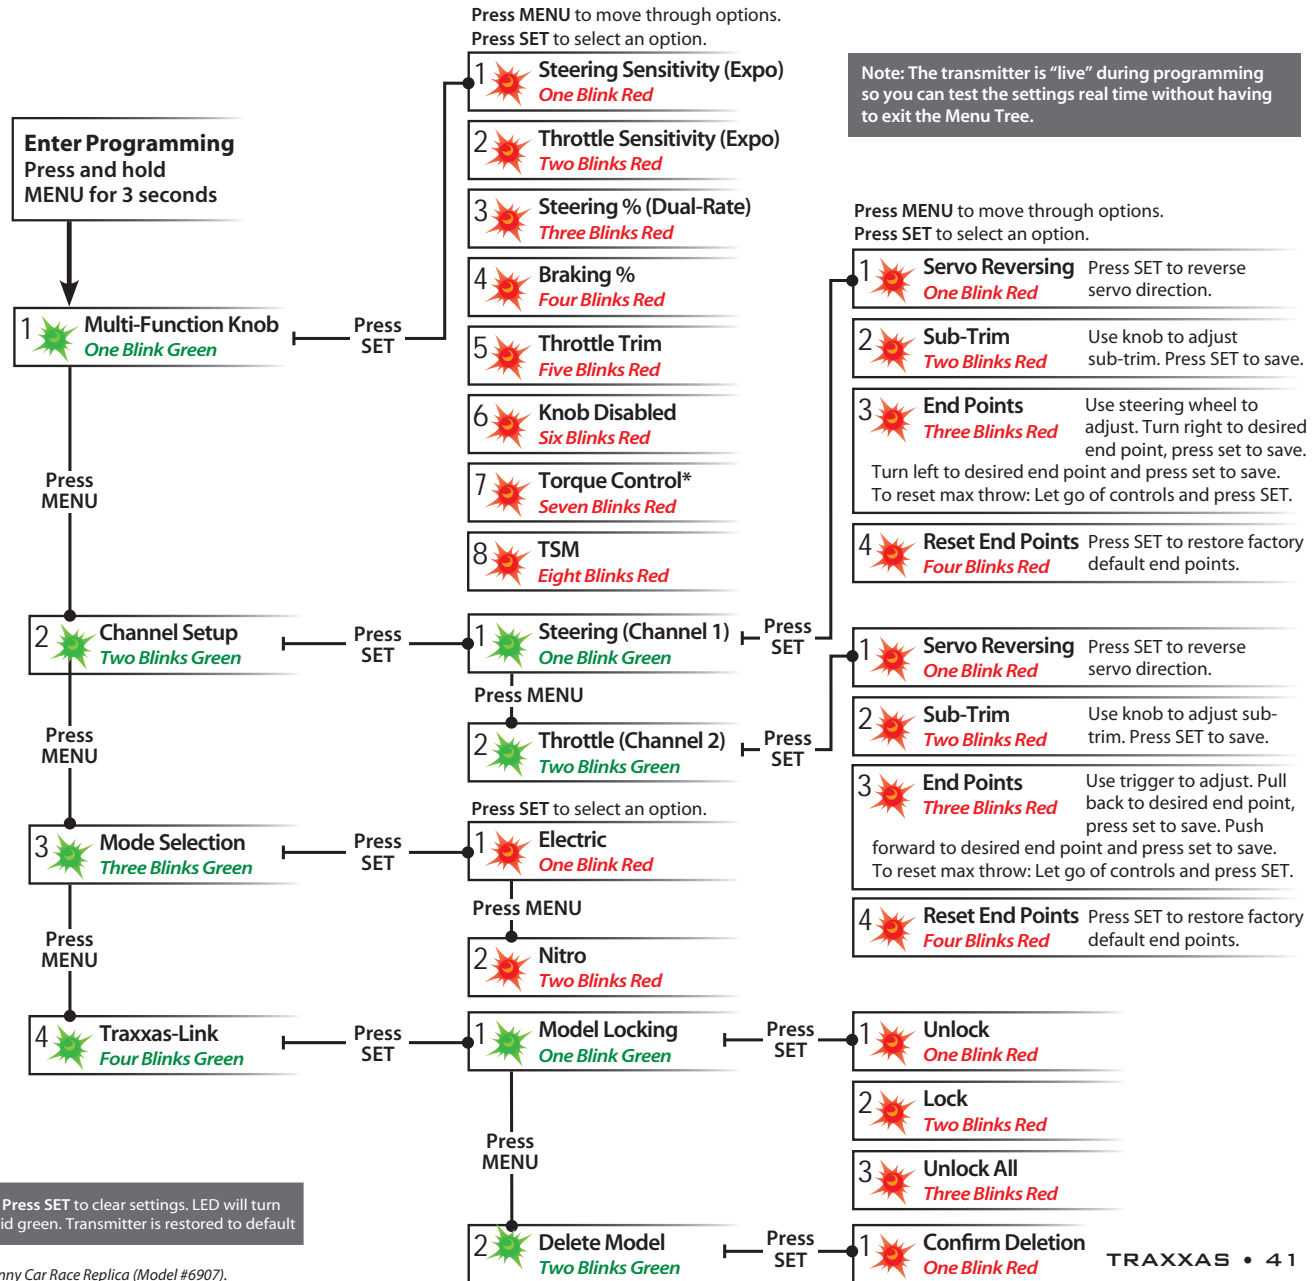 Press MENU to move through options.
Press SET to select an option.
1 Steering Sensitivity (Expo)
One Blink Red
2 Throttle Sensitivity (Expo)
Two Blinks Red
3 Steering % (Dual-Rate)
Three Blinks Red
4 Braking %
Four Blinks Red
5 Throttle Trim
Five Blinks Red
6 Knob Disabled
Six Blinks Red
7 Torque Control*
Seven Blinks Red
8 TSM
Eight Blinks Red
Note: The transmitter is “live” during programming
so you can test the settings real time without having
to exit the Menu Tree.
Enter Programming
Press and hold
MENU for 3 seconds
1 Multi-Function Knob
One Blink Green
Press
SET
Press
MENU
2 Channel Setup
Two Blinks Green
Press
SET
1 Steering (Channel 1)
One Blink Green
Press
SET
Press MENU
2 Throttle (Channel 2)
Two Blinks Green
Press
SET
Press MENU to move through options.
Press SET to select an option.
1 Servo Reversing Press SET to reverse
One Blink Red servo direction.
2 Sub-Trim Use knob to adjust
Two Blinks Red sub-trim. Press SET to save.
3 End Points Use steering wheel to
Three Blinks Red adjust. Turn right to desired
end point, press set to save.
Turn left to desired end point and press set to save.
To reset max throw: Let go of controls and press SET.
4 Reset End Points Press SET to restore factory
Four Blinks Red default end points.
1 Servo Reversing Press SET to reverse
One Blink Red servo direction.
2 Sub-Trim Use knob to adjust sub-
Two Blinks Red trim. Press SET to save.
3 End Points Use trigger to adjust. Pull
Three Blinks Red back to desired end point,
press set to save. Push
forward to desired end point and press set to save.
To reset max throw: Let go of controls and press SET.
4 Reset End Points Press SET to restore factory
Four Blinks Red default end points.
Press
MENU
3 Mode Selection
Three Blinks Green
Press
SET
Press SET to select an option.
1 Electric
One Blink Red
Press MENU
2 Nitro
Two Blinks Red
Press
MENU
4 Traxxas-Link
Four Blinks Green
Press
SET
1 Model Locking
One Blink Green
Press
SET
1 Unlock
One Blink Red
2 Lock
Two Blinks Red
3 Unlock All
Three Blinks Red
Press
MENU
2 Delete Model
Two Blinks Green
Press
SET
1 Confirm Deletion
One Blink Red
Press SET to clear settings. LED will turn
id green. Transmitter is restored to default
nny Car Race Replica (Model #6907).
TRAXXAS • 41